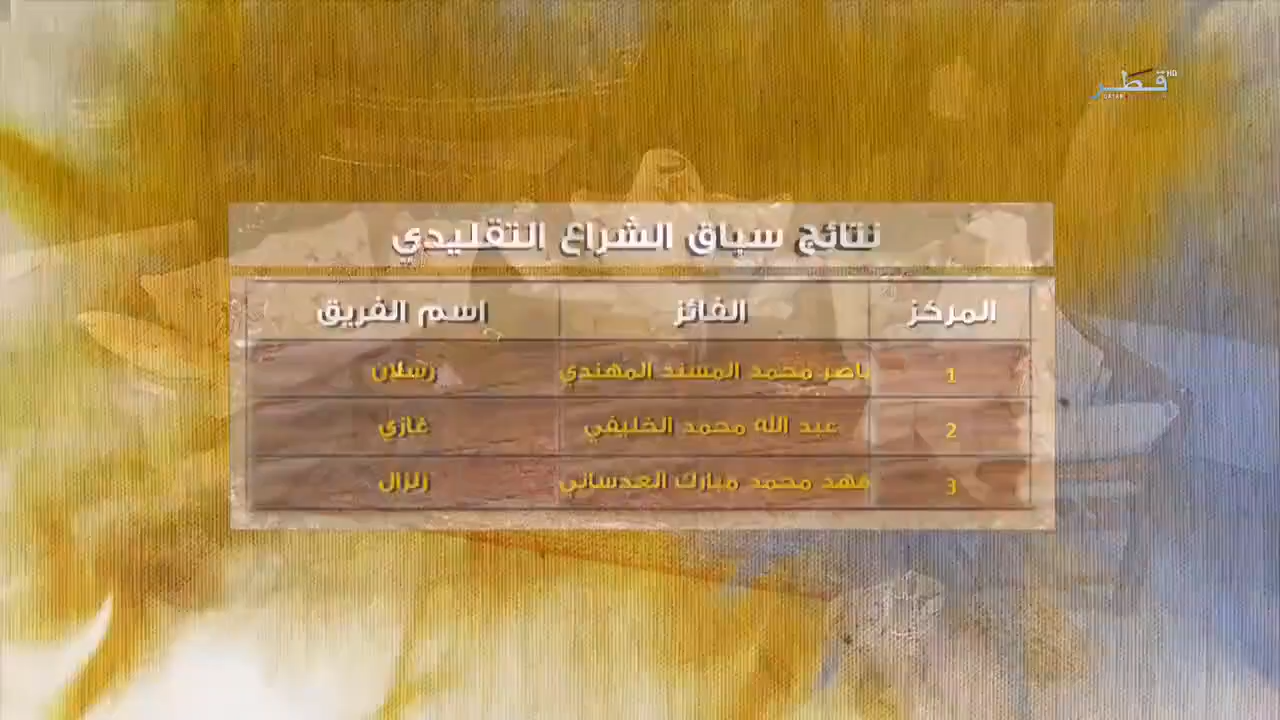 قطر HD
نتائج سباق الشراع التقليدي
المركز الفائز اسم الفريق
1 ناصر محمد المسند المهندي رسلان
2 عبد الله محمد الخليفي غازي
3 فهد محمد مبارك العدساني زلزال